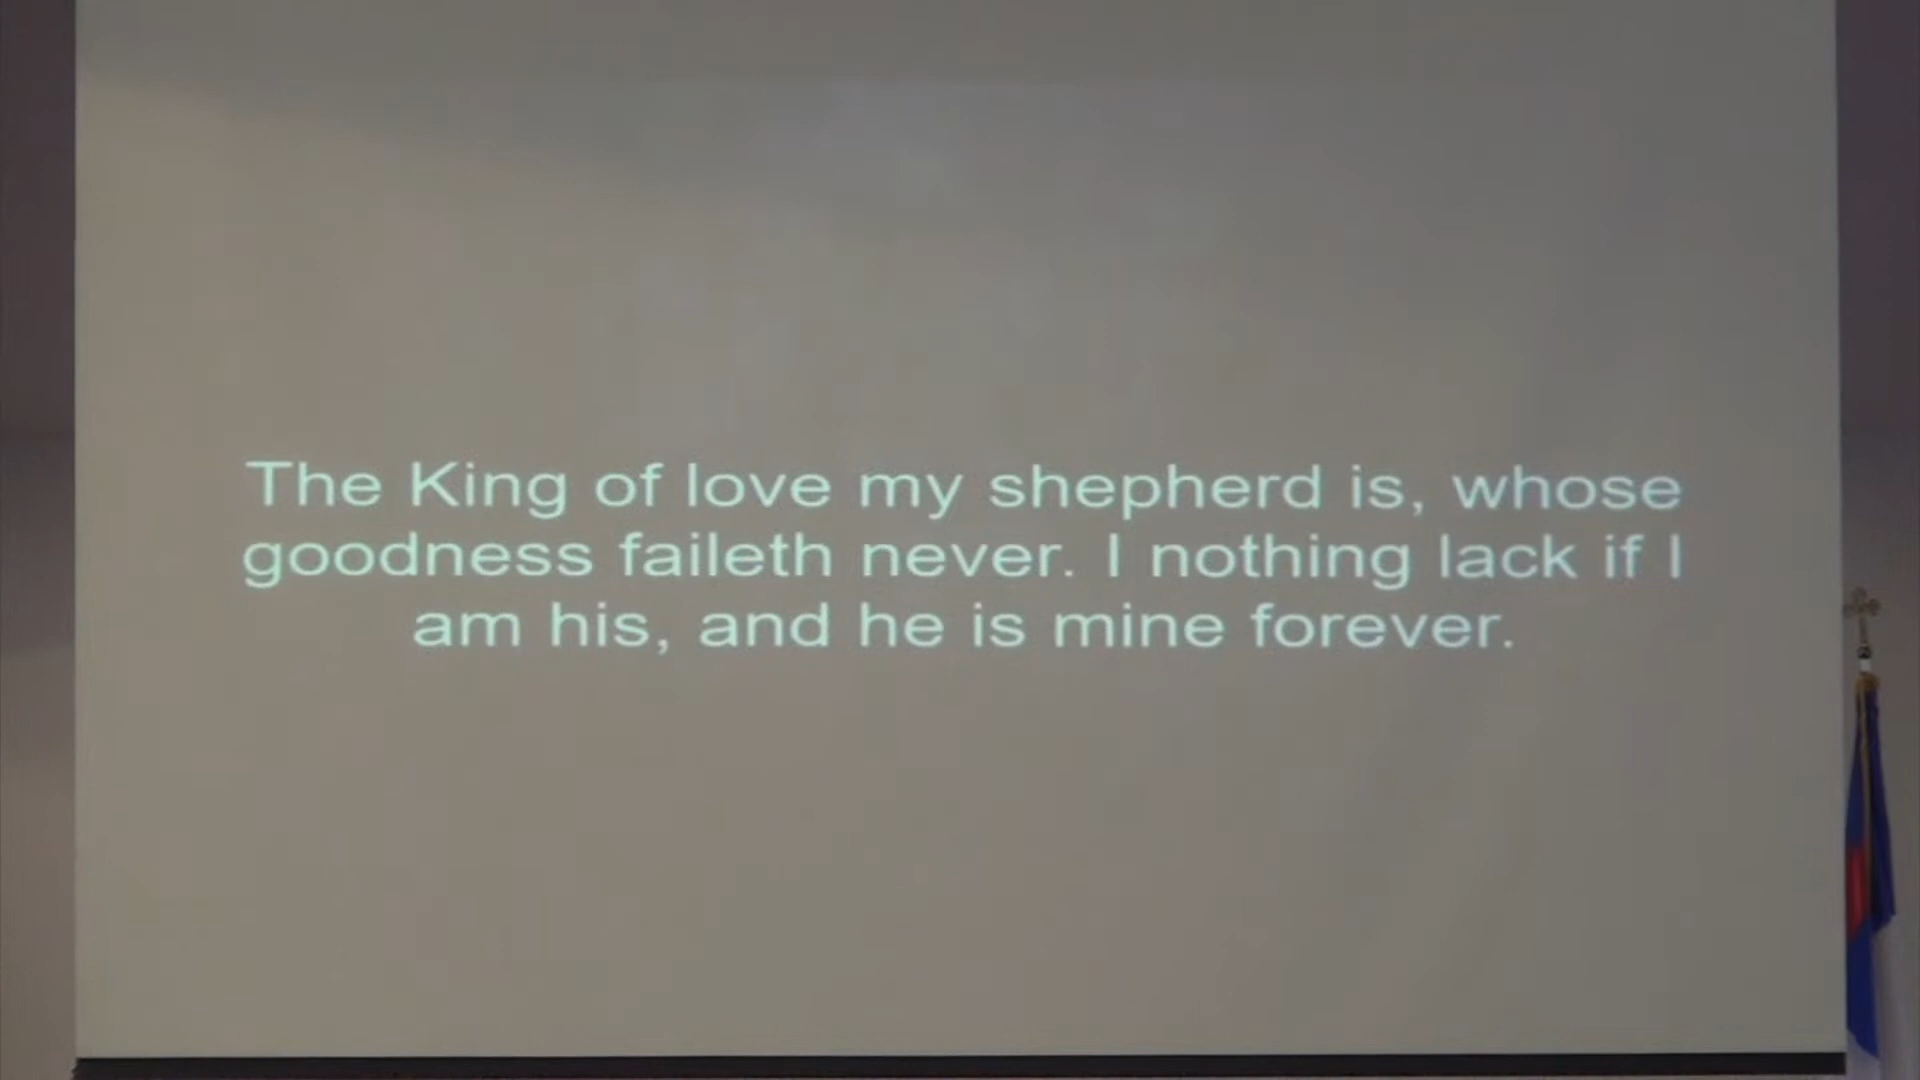 The King of love my shepherd is, whose
goodness faileth never. I nothing lack if I
am his, and he is mine forever.